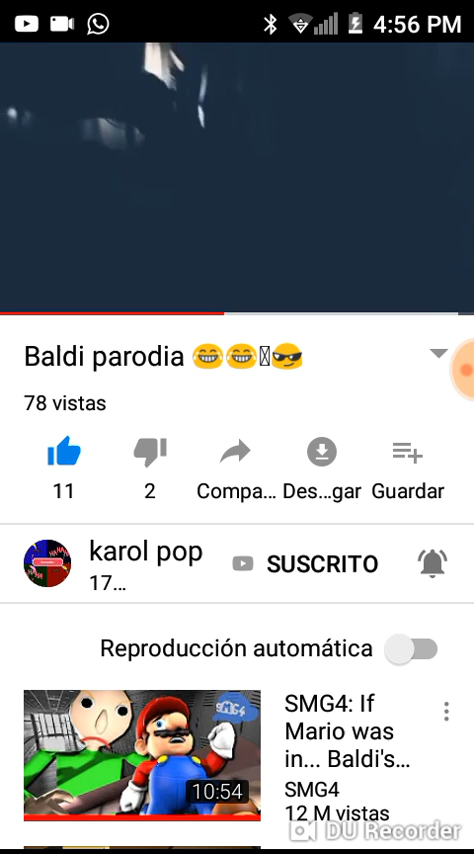 4:56 PM
Baldi parodia 😂😂▯😎
78 vistas
11
2
Compa...
Des...gar
Guardar
karol pop
17...
SUSCRITO
Reproducción automática
SMG4
10:54
SMG4: If
Mario was
in... Baldi's...
SMG4
12 M vistas
DU Recorder